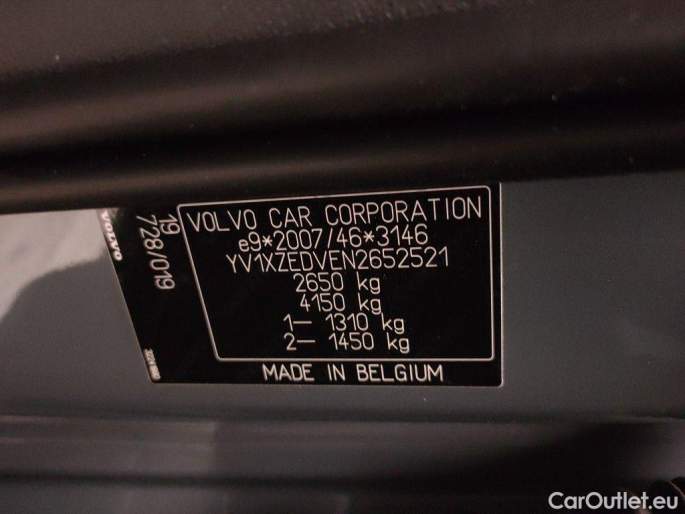 VOLVO CAR CORPORATION
e9*2007/46*3146
YV1XZEDVEN2652521
2650 kg
4150 kg
1– 1310 kg
2– 1450 kg
MADE IN BELGIUM
19
728/019
VOLVO
CarOutlet.eu